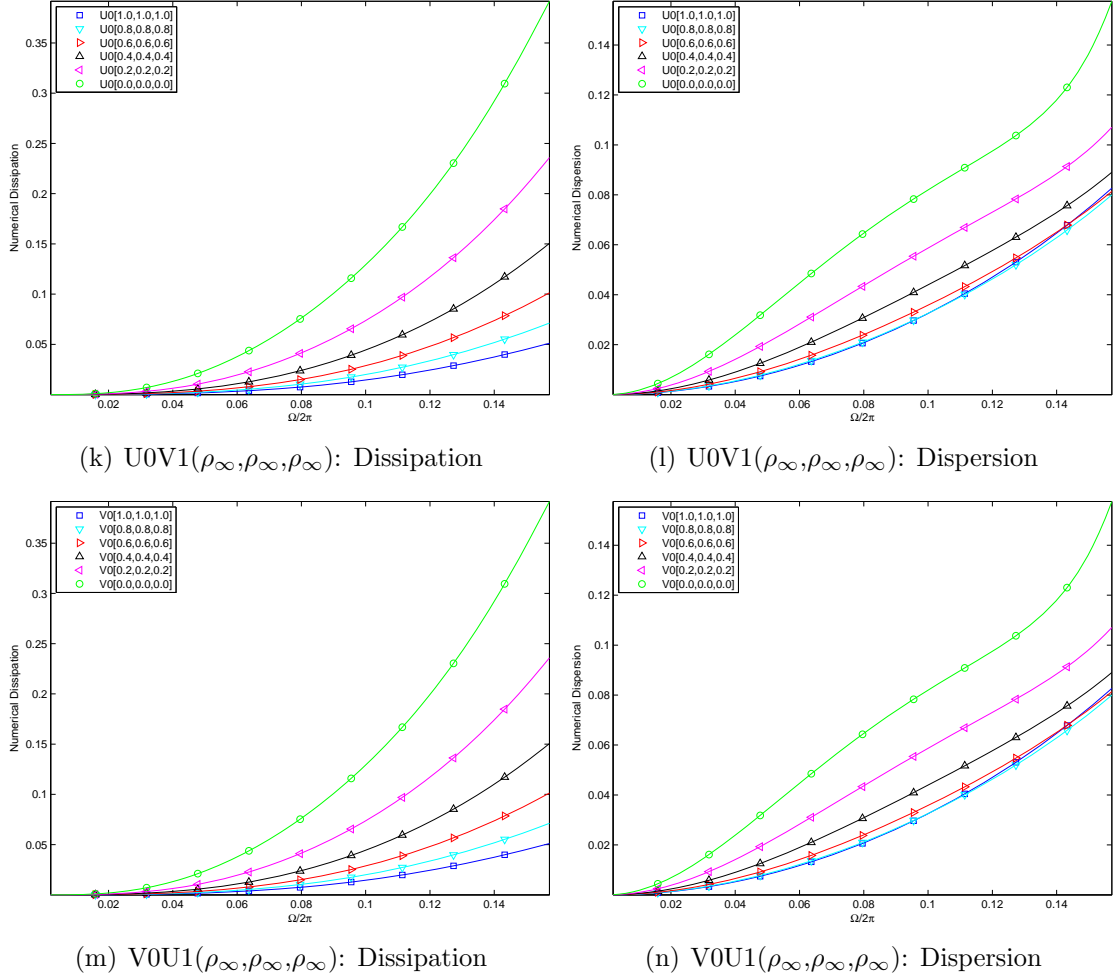 U0[1.0,1.0,1.0]
U0[0.8,0.8,0.8]
U0[0.6,0.6,0.6]
U0[0.4,0.4,0.4]
U0[0.2,0.2,0.2]
U0[0.0,0.0,0.0]
0.35
0.3
0.25
0.2
0.15
0.1
0.05
Numerical Dissipation
0.02 0.04 0.06 0.08 0.1 0.12 0.14
Ω/2π
(k) U0V1(ρ∞,ρ∞,ρ∞): Dissipation
U0[1.0,1.0,1.0]
U0[0.8,0.8,0.8]
U0[0.6,0.6,0.6]
U0[0.4,0.4,0.4]
U0[0.2,0.2,0.2]
U0[0.0,0.0,0.0]
0.14
0.12
0.1
0.08
0.06
0.04
0.02
Numerical Dispersion
0.02 0.04 0.06 0.08 0.1 0.12 0.14
Ω/2π
(l) U0V1(ρ∞,ρ∞,ρ∞): Dispersion
V0[1.0,1.0,1.0]
V0[0.8,0.8,0.8]
V0[0.6,0.6,0.6]
V0[0.4,0.4,0.4]
V0[0.2,0.2,0.2]
V0[0.0,0.0,0.0]
0.35
0.3
0.25
0.2
0.15
0.1
0.05
Numerical Dissipation
0.02 0.04 0.06 0.08 0.1 0.12 0.14
Ω/2π
(m) V0U1(ρ∞,ρ∞,ρ∞): Dissipation
V0[1.0,1.0,1.0]
V0[0.8,0.8,0.8]
V0[0.6,0.6,0.6]
V0[0.4,0.4,0.4]
V0[0.2,0.2,0.2]
V0[0.0,0.0,0.0]
0.14
0.12
0.1
0.08
0.06
0.04
0.02
Numerical Dispersion
0.02 0.04 0.06 0.08 0.1 0.12 0.14
Ω/2π
(n) V0U1(ρ∞,ρ∞,ρ∞): Dispersion